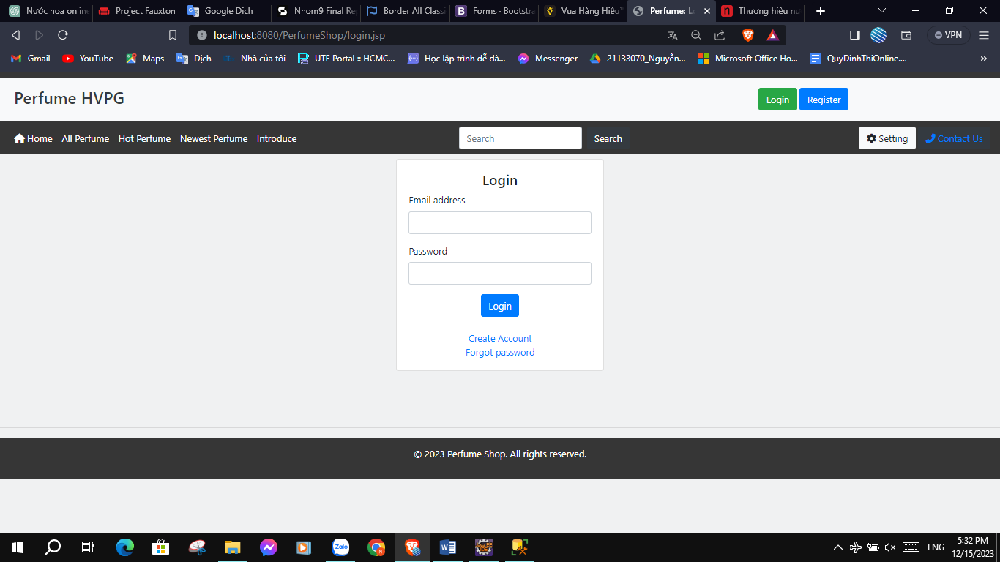 Nước hoa online
Project Fauxton
Google Dịch
Nhom9 Final Re
Border All Class
Forms · Bootstra
Vua Hàng Hiệu
Perfume: L
Thương hiệu nư
localhost:8080/PerfumeShop/login.jsp
VPN
Gmail
YouTube
Maps
Dịch
Nhà của tôi
UTE Portal :: HCMC...
Học lập trình dễ dà...
Messenger
21133070_Nguyễn...
Microsoft Office Ho...
QuyDinhThiOnline....
»
Perfume HVPG
Login
Register
Home
All Perfume
Hot Perfume
Newest Perfume
Introduce
Search
Search
Setting
Contact Us
Login
Email address
Password
Login
Create Account
Forgot password
© 2023 Perfume Shop. All rights reserved.
Zalo
ENG
5:32 PM
12/15/2023